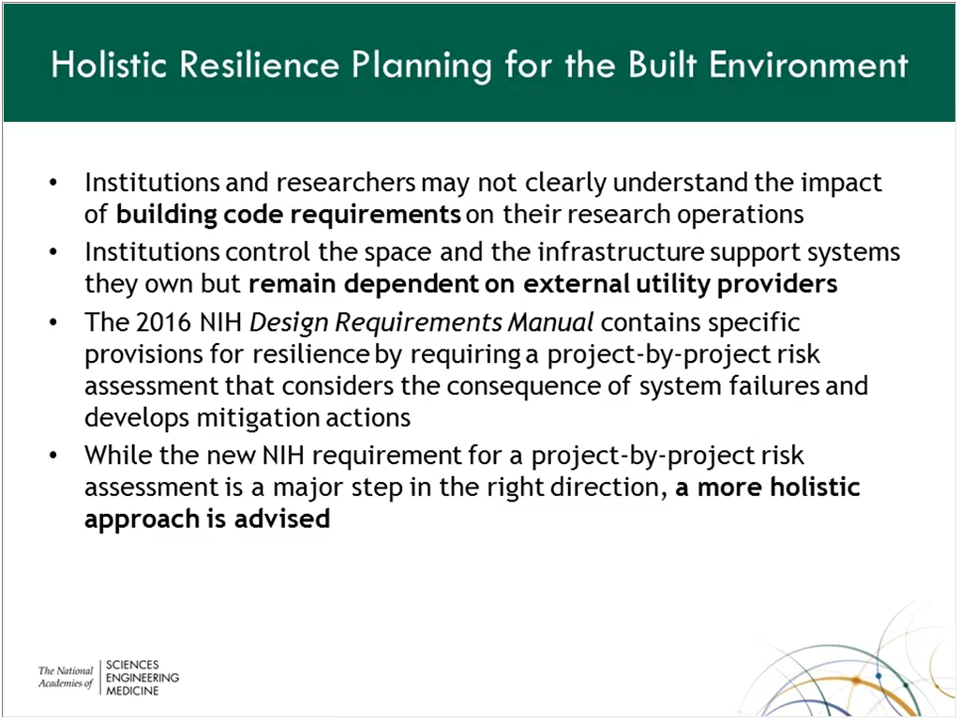 Holistic Resilience Planning for the Built Environment
• Institutions and researchers may not clearly understand the impact
of building code requirements on their research operations
• Institutions control the space and the infrastructure support systems
they own but remain dependent on external utility providers
• The 2016 NIH Design Requirements Manual contains specific
provisions for resilience by requiring a project-by-project risk
assessment that considers the consequence of system failures and
develops mitigation actions
• While the new NIH requirement for a project-by-project risk
assessment is a major step in the right direction, a more holistic
approach is advised
The National
Academies of
SCIENCES
ENGINEERING
MEDICINE